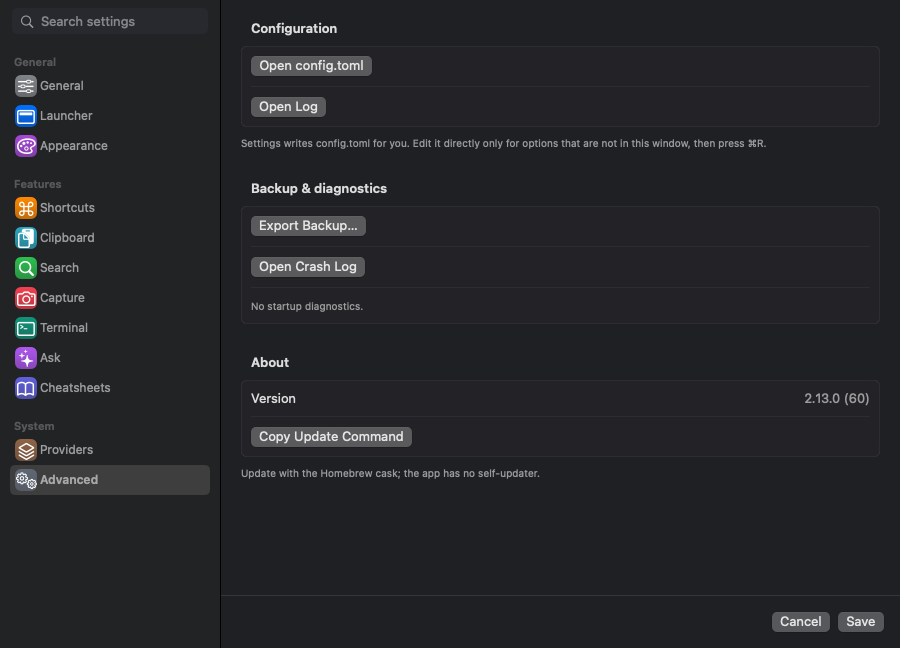 Search settings
General
General
Launcher
Appearance
Features
Shortcuts
Clipboard
Search
Capture
Terminal
Ask
Cheatsheets
System
Providers
Advanced
Configuration
Open config.toml
Open Log
Settings writes config.toml for you. Edit it directly only for options that are not in this window, then press ⌘R.
Backup & diagnostics
Export Backup...
Open Crash Log
No startup diagnostics.
About
Version 2.13.0 (60)
Copy Update Command
Update with the Homebrew cask; the app has no self-updater.
Cancel Save